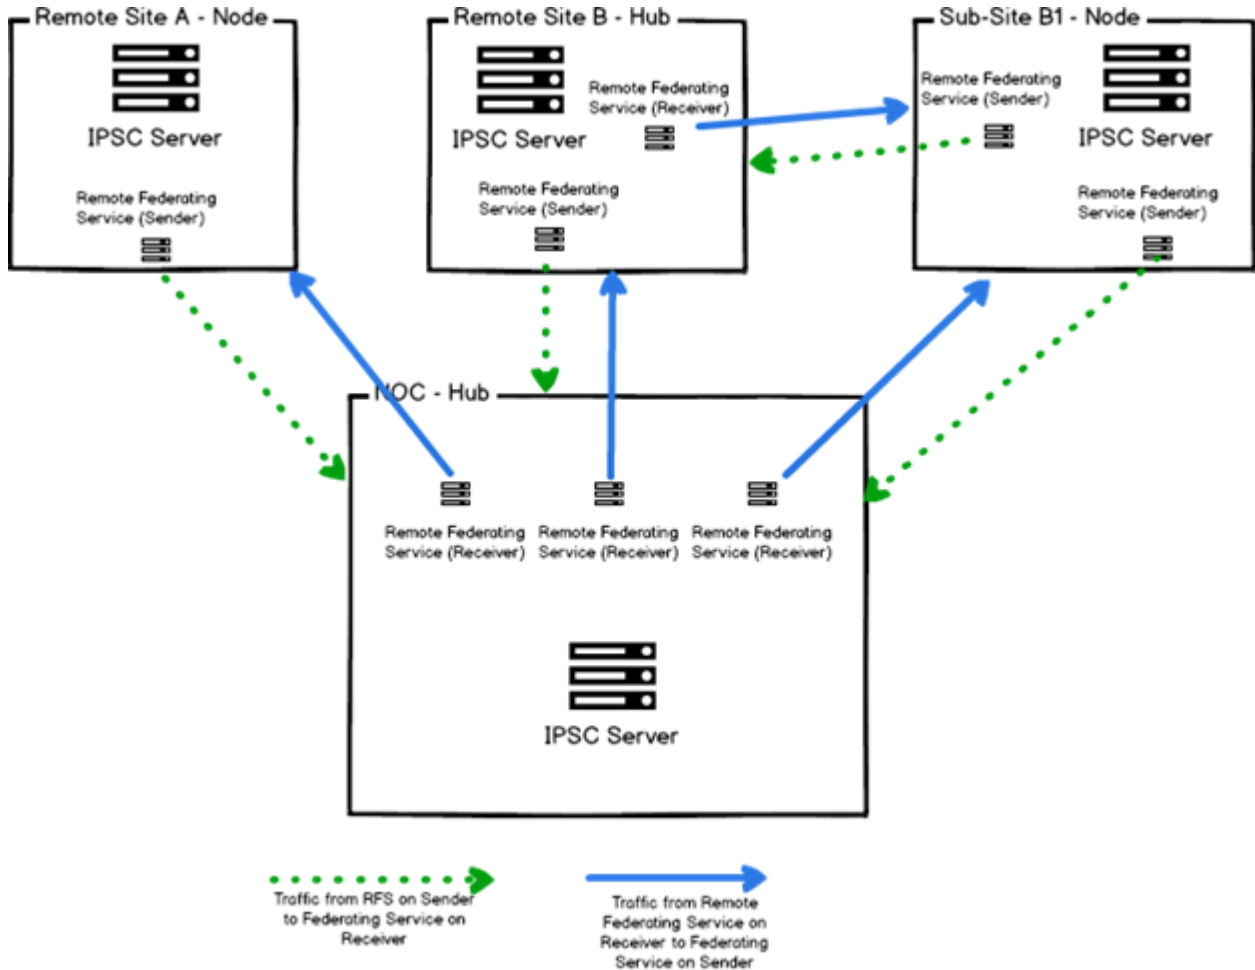 Remote Site A - Node
IPSC Server
Remote Federating
Service (Sender)
Remote Site B - Hub
Remote Federating
Service (Receiver)
IPSC Server
Remote Federating
Service (Sender)
Sub-Site B1 - Node
Remote Federating
Service (Sender)
IPSC Server
Remote Federating
Service (Sender)
NOC - Hub
Remote Federating
Service (Receiver)
Remote Federating
Service (Receiver)
Remote Federating
Service (Receiver)
IPSC Server
Traffic from RFS on Sender
to Federating Service on
Receiver
Traffic from Remote
Federating Service on
Receiver to Federating
Service on Sender